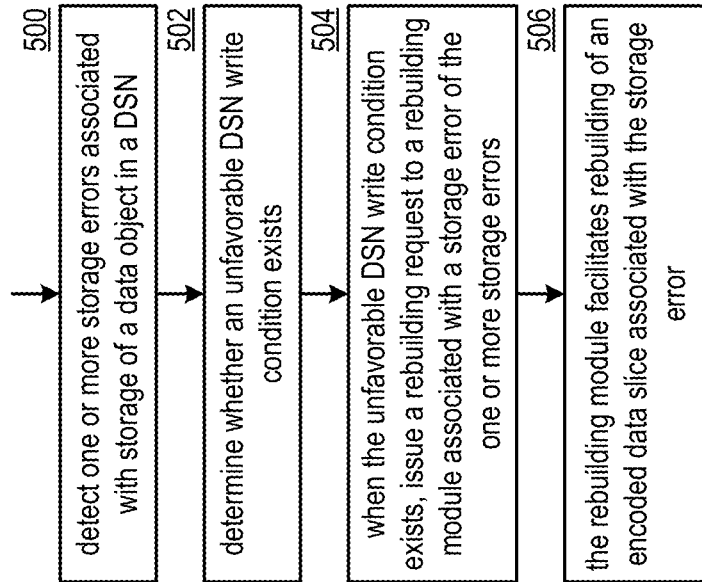 500
detect one or more storage errors associated
with storage of a data object in a DSN
502
determine whether an unfavorable DSN write
condition exists
504
when the unfavorable DSN write condition
exists, issue a rebuilding request to a rebuilding
module associated with a storage error of the
one or more storage errors
506
the rebuilding module facilitates rebuilding of an
encoded data slice associated with the storage
error